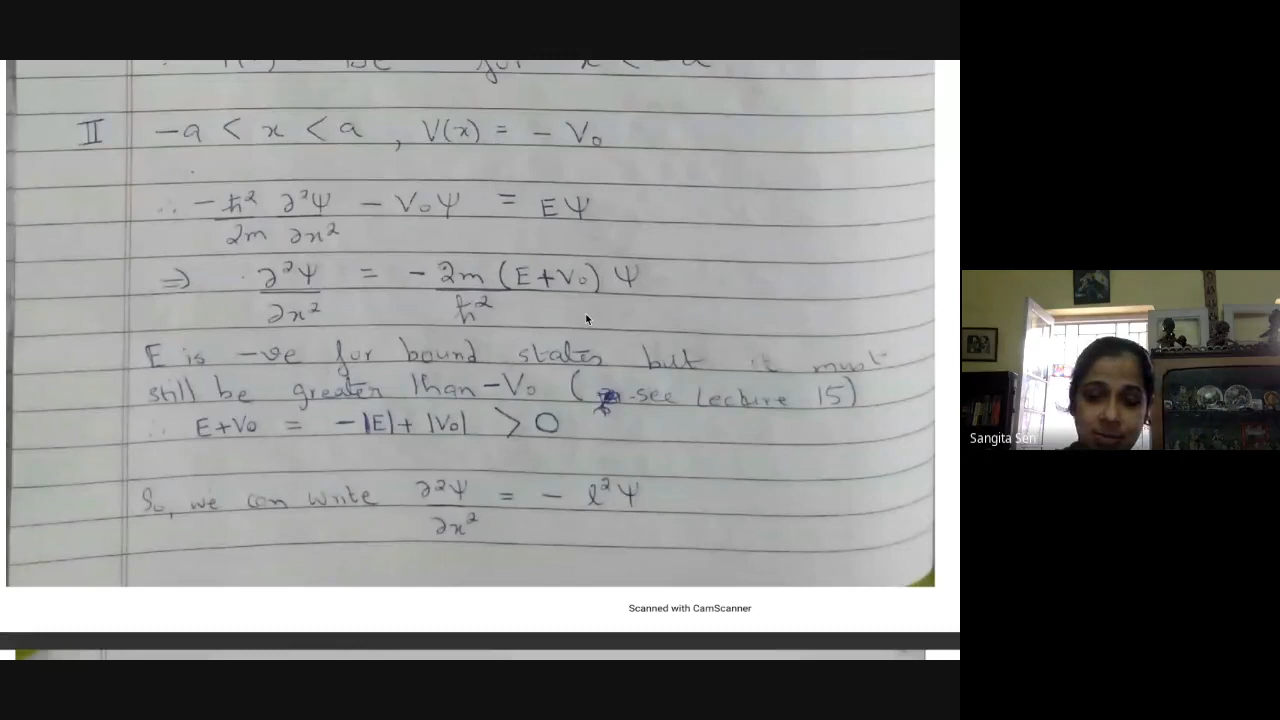 for x < -a
II -a < x < a , V(x) = - V₀
∴ -ħ²/2m ∂²Ψ/∂x² - V₀Ψ = EΨ
⇒ ∂²Ψ/∂x² = - 2m/ħ² (E+V₀) Ψ
E is -ve for bound states but it must
still be greater than -V₀ ( see Lecture 15)
∴ E+V₀ = -|E| + |V₀| > 0
So, we can write ∂²Ψ/∂x² = - l²Ψ
Scanned with CamScanner
Sangita Sen